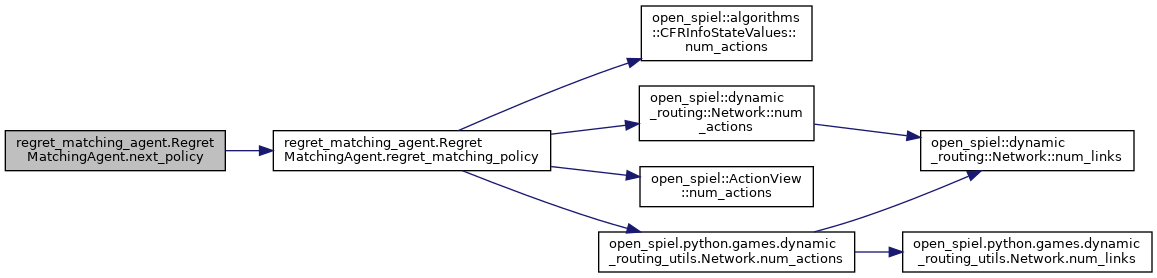 regret_matching_agent.Regret
MatchingAgent.next_policy
regret_matching_agent.Regret
MatchingAgent.regret_matching_policy
open_spiel::algorithms
::CFRInfoStateValues::
num_actions
open_spiel::dynamic
_routing::Network::num
_actions
open_spiel::ActionView
::num_actions
open_spiel.python.games.dynamic
_routing_utils.Network.num_actions
open_spiel::dynamic
_routing::Network::num_links
open_spiel.python.games.dynamic
_routing_utils.Network.num_links